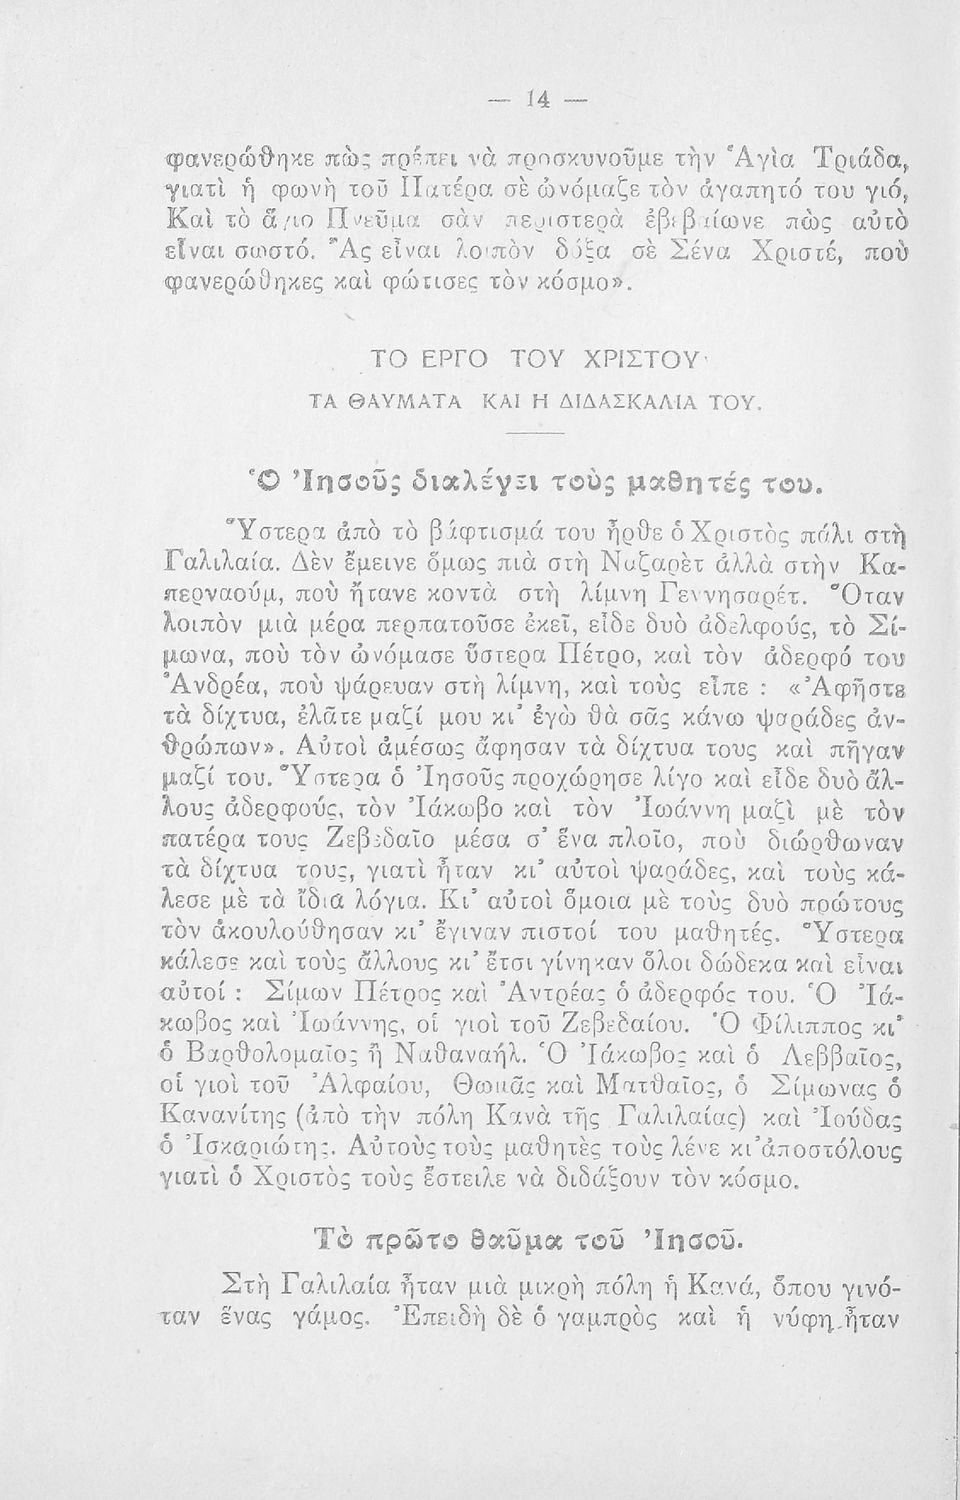 — 14 —
φανερώθηκε πὼς πρέπει νὰ προσκυνοῦμε τὴν Ἁγία Τριάδα,
γιατὶ ἡ φωνὴ τοῦ Πατέρα σὲ ὠνόμαζε τὸν ἀγαπητό του γιό,
Καὶ τὸ ἅγιο Πνεῦμα σὰν περιστερὰ ἐβεβαίωνε πὼς αὐτὸ
εἶναι σωστό. Ἂς εἶναι λοιπὸν δόξα σὲ Σένα Χριστέ, ποὺ
φανερώθηκες καὶ φώτισες τὸν κόσμο».
ΤΟ ΕΡΓΟ ΤΟΥ ΧΡΙΣΤΟΥ
ΤΑ ΘΑΥΜΑΤΑ ΚΑΙ Η ΔΙΔΑΣΚΑΛΙΑ ΤΟΥ.
Ὁ Ἰησοῦς διαλέγει τοὺς μαθητές του.
Ὕστερα ἀπὸ τὸ βάφτισμά του ἦρθε ὁ Χριστὸς πάλι στὴ
Γαλιλαία. Δὲν ἔμεινε ὅμως πιὰ στὴ Ναζαρὲτ ἀλλὰ στὴν Κα-
περναούμ, ποὺ ἤτανε κοντὰ στὴ λίμνη Γεννησαρέτ. Ὅταν
λοιπὸν μιὰ μέρα περπατοῦσε ἐκεῖ, εἶδε δυὸ ἀδελφούς, τὸ Σί-
μωνα, ποὺ τὸν ὠνόμασε ὕστερα Πέτρο, καὶ τὸν ἀδερφό του
Ἀνδρέα, ποὺ ψάρευαν στὴ λίμνη, καὶ τοὺς εἶπε : «Ἀφῆστε
τὰ δίχτυα, ἐλᾶτε μαζί μου κι' ἐγὼ θὰ σᾶς κάνω ψαράδες ἀν-
θρώπων». Αὐτοὶ ἀμέσως ἄφησαν τὰ δίχτυα τους καὶ πῆγαν
μαζί του. Ὕστερα ὁ Ἰησοῦς προχώρησε λίγο καὶ εἶδε δυὸ ἄλ-
λους ἀδερφούς, τὸν Ἰάκωβο καὶ τὸν Ἰωάννη μαζὶ μὲ τὸν
πατέρα τους Ζεβεδαῖο μέσα σ' ἕνα πλοῖο, ποὺ διώρθωναν
τὰ δίχτυα τους, γιατὶ ἦταν κι' αὐτοὶ ψαράδες, καὶ τοὺς κά-
λεσε μὲ τὰ ἴδια λόγια. Κι' αὐτοὶ ὅμοια μὲ τοὺς δυὸ πρώτους
τὸν ἀκουλούθησαν κι' ἔγιναν πιστοί του μαθητές. Ὕστερα
κάλεσε καὶ τοὺς ἄλλους κι' ἔτσι γίνηκαν ὅλοι δώδεκα καὶ εἶναι
αὐτοί : Σίμων Πέτρος καὶ Ἀντρέας ὁ ἀδερφός του. Ὁ Ἰά-
κωβος καὶ Ἰωάννης, οἱ γιοὶ τοῦ Ζεβεδαίου. Ὁ Φίλιππος κι'
ὁ Βαρθολομαῖος ἢ Ναθαναήλ. Ὁ Ἰάκωβος καὶ ὁ Λεββαῖος,
οἱ γιοὶ τοῦ Ἀλφαίου, Θωμᾶς καὶ Ματθαῖος, ὁ Σίμωνας ὁ
Κανανίτης (ἀπὸ τὴν πόλη Κανὰ τῆς Γαλιλαίας) καὶ Ἰούδας
ὁ Ἰσκαριώτης. Αὐτοὺς τοὺς μαθητὲς τοὺς λένε κι' ἀποστόλους
γιατὶ ὁ Χριστὸς τοὺς ἔστειλε νὰ διδάξουν τὸν κόσμο.
Τὸ πρῶτο θαῦμα τοῦ Ἰησοῦ.
Στὴ Γαλιλαία ἦταν μιὰ μικρὴ πόλη ἡ Κανά, ὅπου γινό-
ταν ἕνας γάμος. Ἐπειδὴ δὲ ὁ γαμπρὸς καὶ ἡ νύφη ἦταν